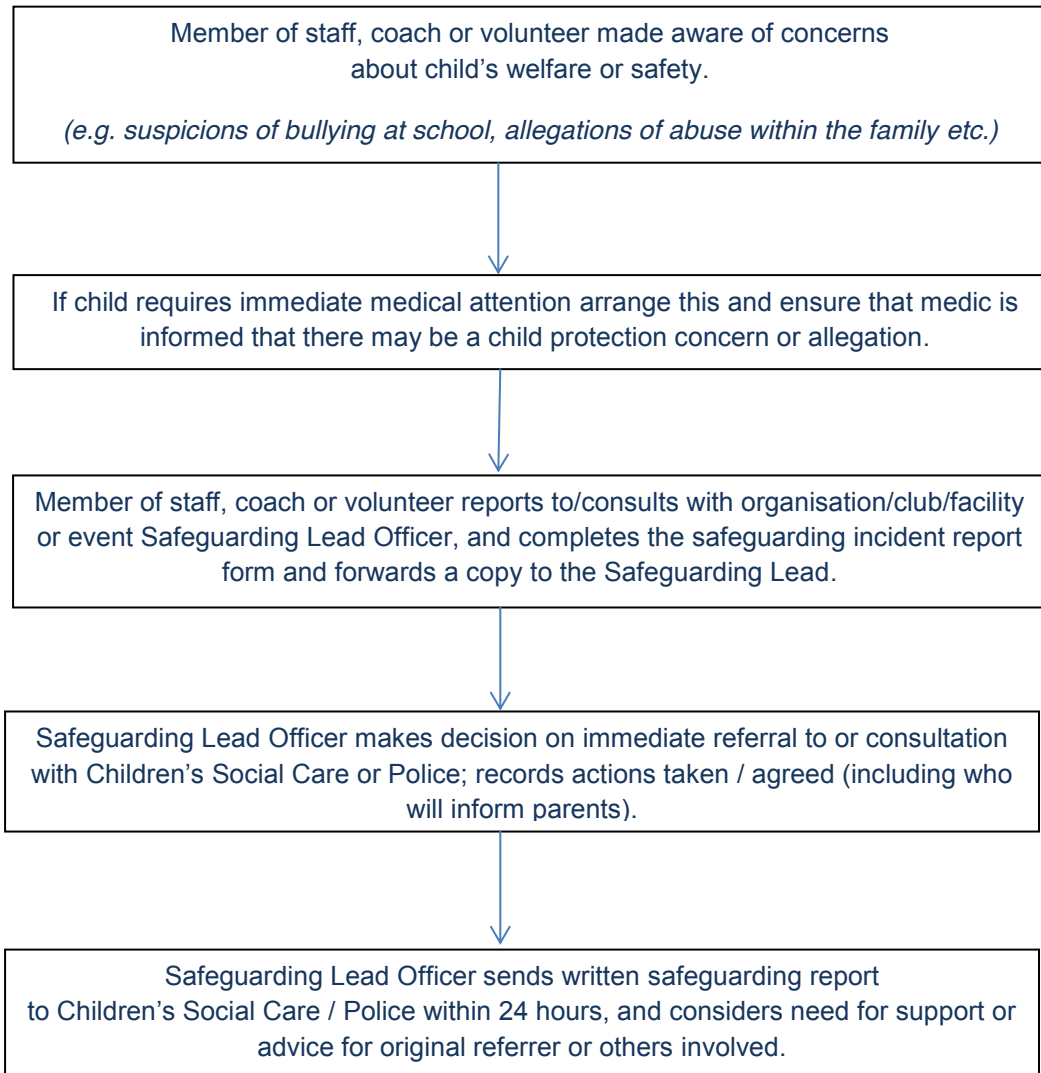 Member of staff, coach or volunteer made aware of concerns
about child’s welfare or safety.
(e.g. suspicions of bullying at school, allegations of abuse within the family etc.)
If child requires immediate medical attention arrange this and ensure that medic is
informed that there may be a child protection concern or allegation.
Member of staff, coach or volunteer reports to/consults with organisation/club/facility
or event Safeguarding Lead Officer, and completes the safeguarding incident report
form and forwards a copy to the Safeguarding Lead.
Safeguarding Lead Officer makes decision on immediate referral to or consultation
with Children’s Social Care or Police; records actions taken / agreed (including who
will inform parents).
Safeguarding Lead Officer sends written safeguarding report
to Children’s Social Care / Police within 24 hours, and considers need for support or
advice for original referrer or others involved.